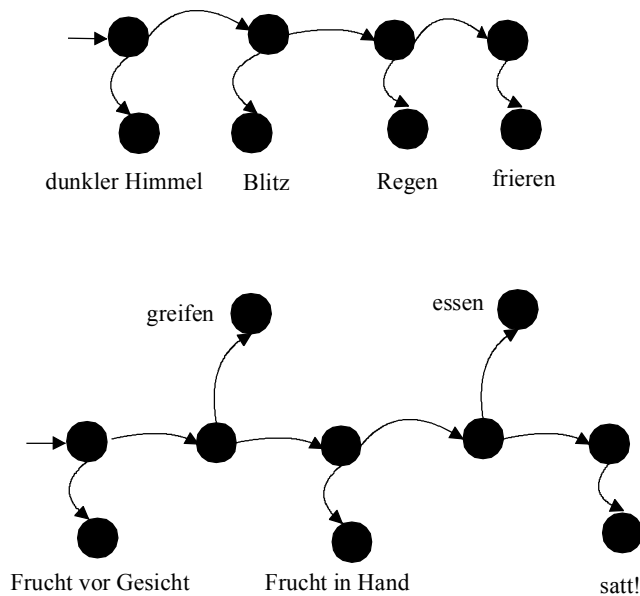 dunkler Himmel
Blitz
Regen
frieren
greifen
essen
Frucht vor Gesicht
Frucht in Hand
satt!